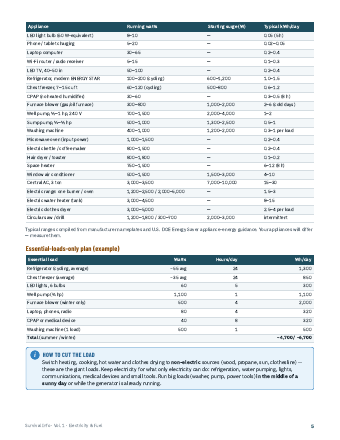 Appliance Running watts Starting surge (W) Typical kWh/day
LED light bulb (60 W-equivalent) 8–10 — 0.05 (5 h)
Phone / tablet charging 5–20 — 0.02–0.05
Laptop computer 30–65 — 0.1–0.4
Wi-Fi router / radio receiver 5–15 — 0.1–0.3
LED TV, 40–50 in 50–100 — 0.2–0.4
Refrigerator, modern ENERGY STAR 100–200 (cycling) 600–1,200 1.0–1.5
Chest freezer, 7–15 cu ft 60–120 (cycling) 500–800 0.6–1.2
CPAP (no heated humidifier) 30–60 — 0.3–0.5 (8 h)
Furnace blower (gas/oil furnace) 300–800 1,000–2,000 2–6 (cold days)
Well pump, ½–1 hp, 240 V 700–1,500 2,000–4,000 1–2
Sump pump, ⅓–½ hp 500–1,000 1,300–2,500 0.5–1
Washing machine 400–1,000 1,200–2,000 0.3–1 per load
Microwave oven (input power) 1,000–1,500 — 0.2–0.4
Electric kettle / coffee maker 800–1,500 — 0.1–0.4
Hair dryer / toaster 800–1,800 — 0.1–0.2
Space heater 750–1,500 — 6–12 (8 h)
Window air conditioner 500–1,500 1,500–3,000 4–10
Central AC, 3 ton 3,000–3,500 7,000–10,000 15–30
Electric range: one burner / oven 1,200–3,000 / 2,000–5,000 — 1.5–3
Electric water heater (tank) 3,000–4,500 — 8–15
Electric clothes dryer 3,000–5,000 — 2.5–4 per load
Circular saw / drill 1,200–1,800 / 300–700 2,000–3,000 intermittent
Typical ranges compiled from manufacturer nameplates and U.S. DOE Energy Saver appliance-energy guidance. Your appliances will differ
— measure them.
Essential-loads-only plan (example)
Essential load Watts Hours/day Wh/day
Refrigerator (cycling, average) ~55 avg 24 1,300
Chest freezer (average) ~35 avg 24 850
LED lights, 6 bulbs 60 5 300
Well pump (¾ hp) 1,100 1 1,100
Furnace blower (winter only) 500 4 2,000
Laptop, phones, radio 80 4 320
CPAP or medical device 40 8 320
Washing machine (1 load) 500 1 500
Total (summer / winter) ~4,700 / ~6,700
HOW TO CUT THE LOAD
Switch heating, cooking, hot water and clothes drying to non-electric sources (wood, propane, sun, clothesline) —
these are the giant loads. Keep electricity for what only electricity can do: refrigeration, water pumping, lights,
communications, medical devices and small tools. Run big loads (washer, pump, power tools) in the middle of a
sunny day or while the generator is already running.
8